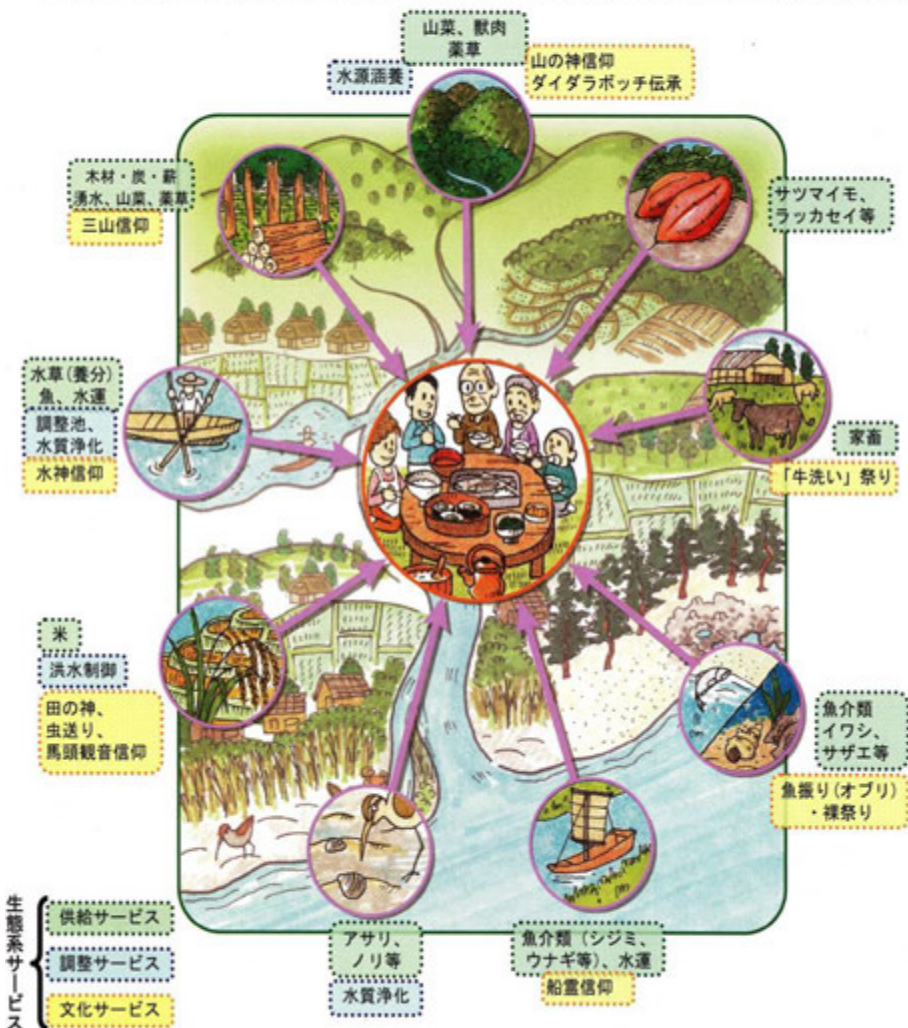 山菜、獣肉
薬草
水源涵養
山の神信仰
ダイダラボッチ伝承
木材・炭・薪
湧水、山菜、薬草
三山信仰
サツマイモ、
ラッカセイ等
水草(養分)
魚、水運
調整池、
水質浄化
水神信仰
家畜
「牛洗い」祭り
米
洪水制御
田の神、
虫送り、
馬頭観音信仰
魚介類
イワシ、
サザエ等
魚振り(オブリ)
・裸祭り
アサリ、
ノリ等
水質浄化
魚介類(シジミ、
ウナギ等)、水運
船霊信仰
生態系サービス
供給サービス
調整サービス
文化サービス